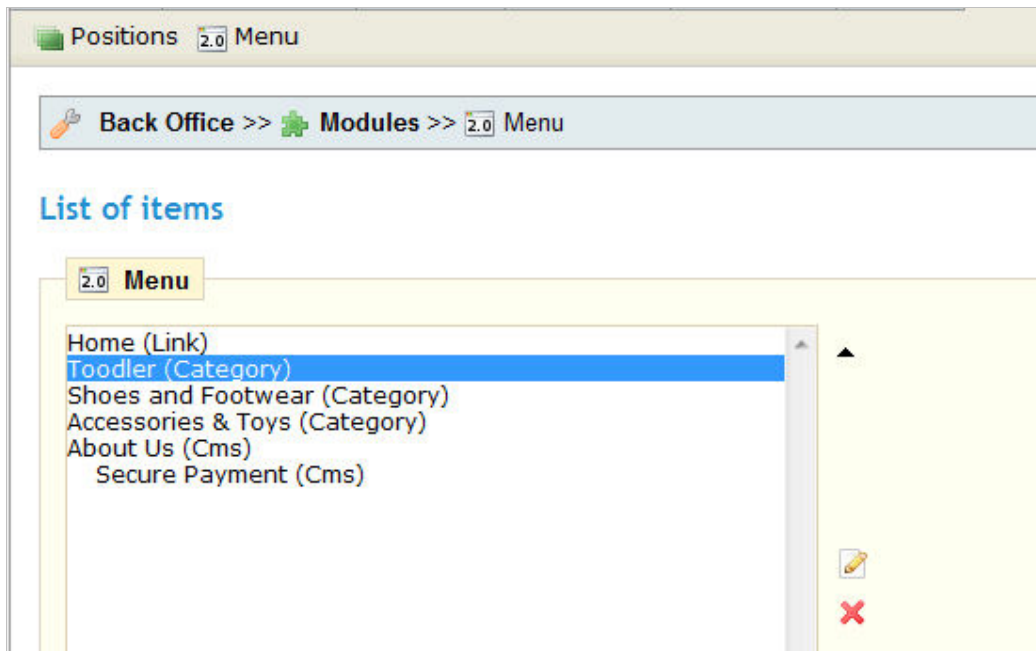 Positions 2.0 Menu
Back Office >> Modules >> 2.0 Menu
List of items
2.0 Menu
Home (Link)
Toodler (Category)
Shoes and Footwear (Category)
Accessories & Toys (Category)
About Us (Cms)
Secure Payment (Cms)